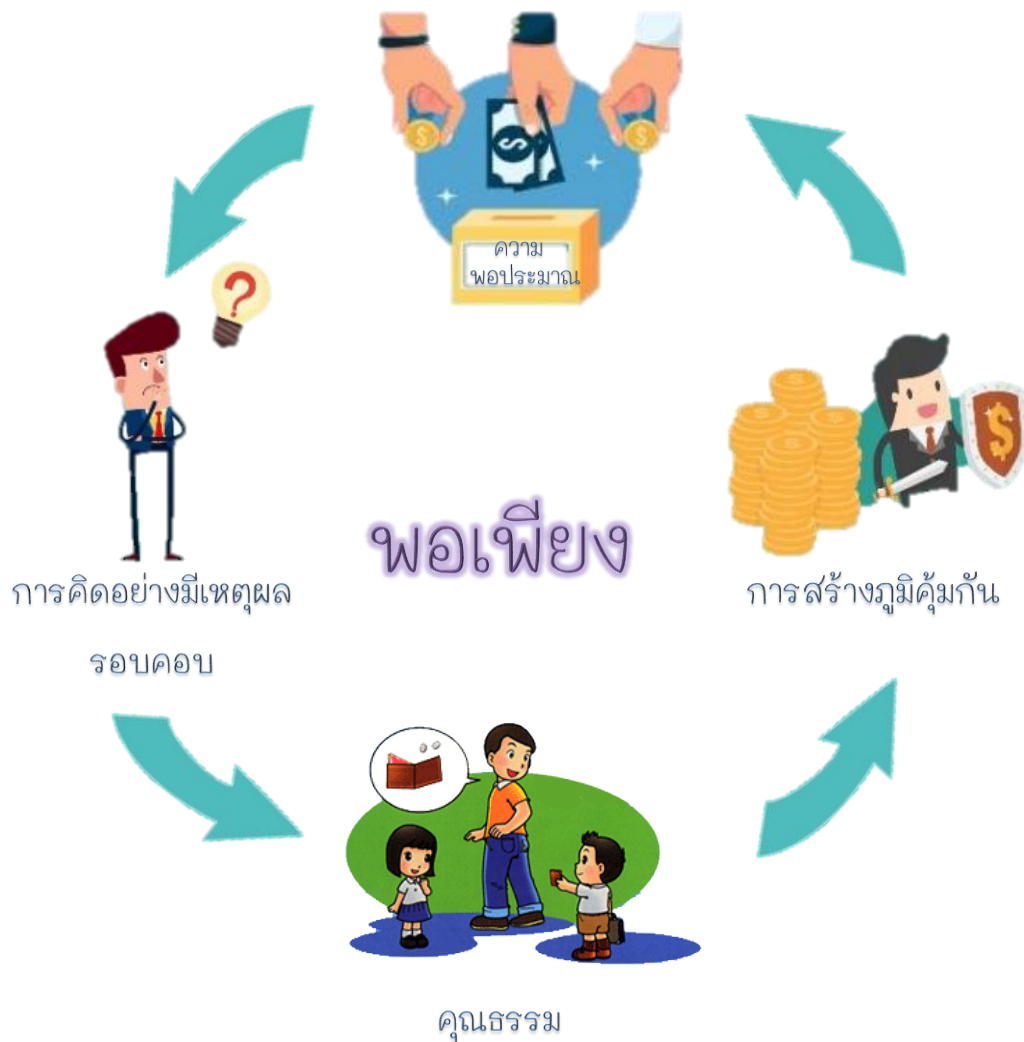 ความ
พอประมาณ
?
พอเพียง
การคิดอย่างมีเหตุผล
รอบคอบ
การสร้างภูมิคุ้มกัน
คุณธรรม